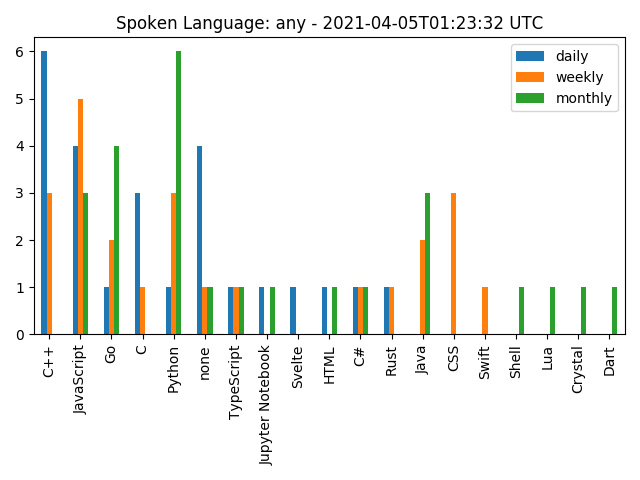 Spoken Language: any - 2021-04-05T01:23:32 UTC
daily
weekly
monthly
6
5
4
3
2
1
0
C++
JavaScript
Go
C
Python
none
TypeScript
Jupyter Notebook
Svelte
HTML
C#
Rust
Java
CSS
Swift
Shell
Lua
Crystal
Dart